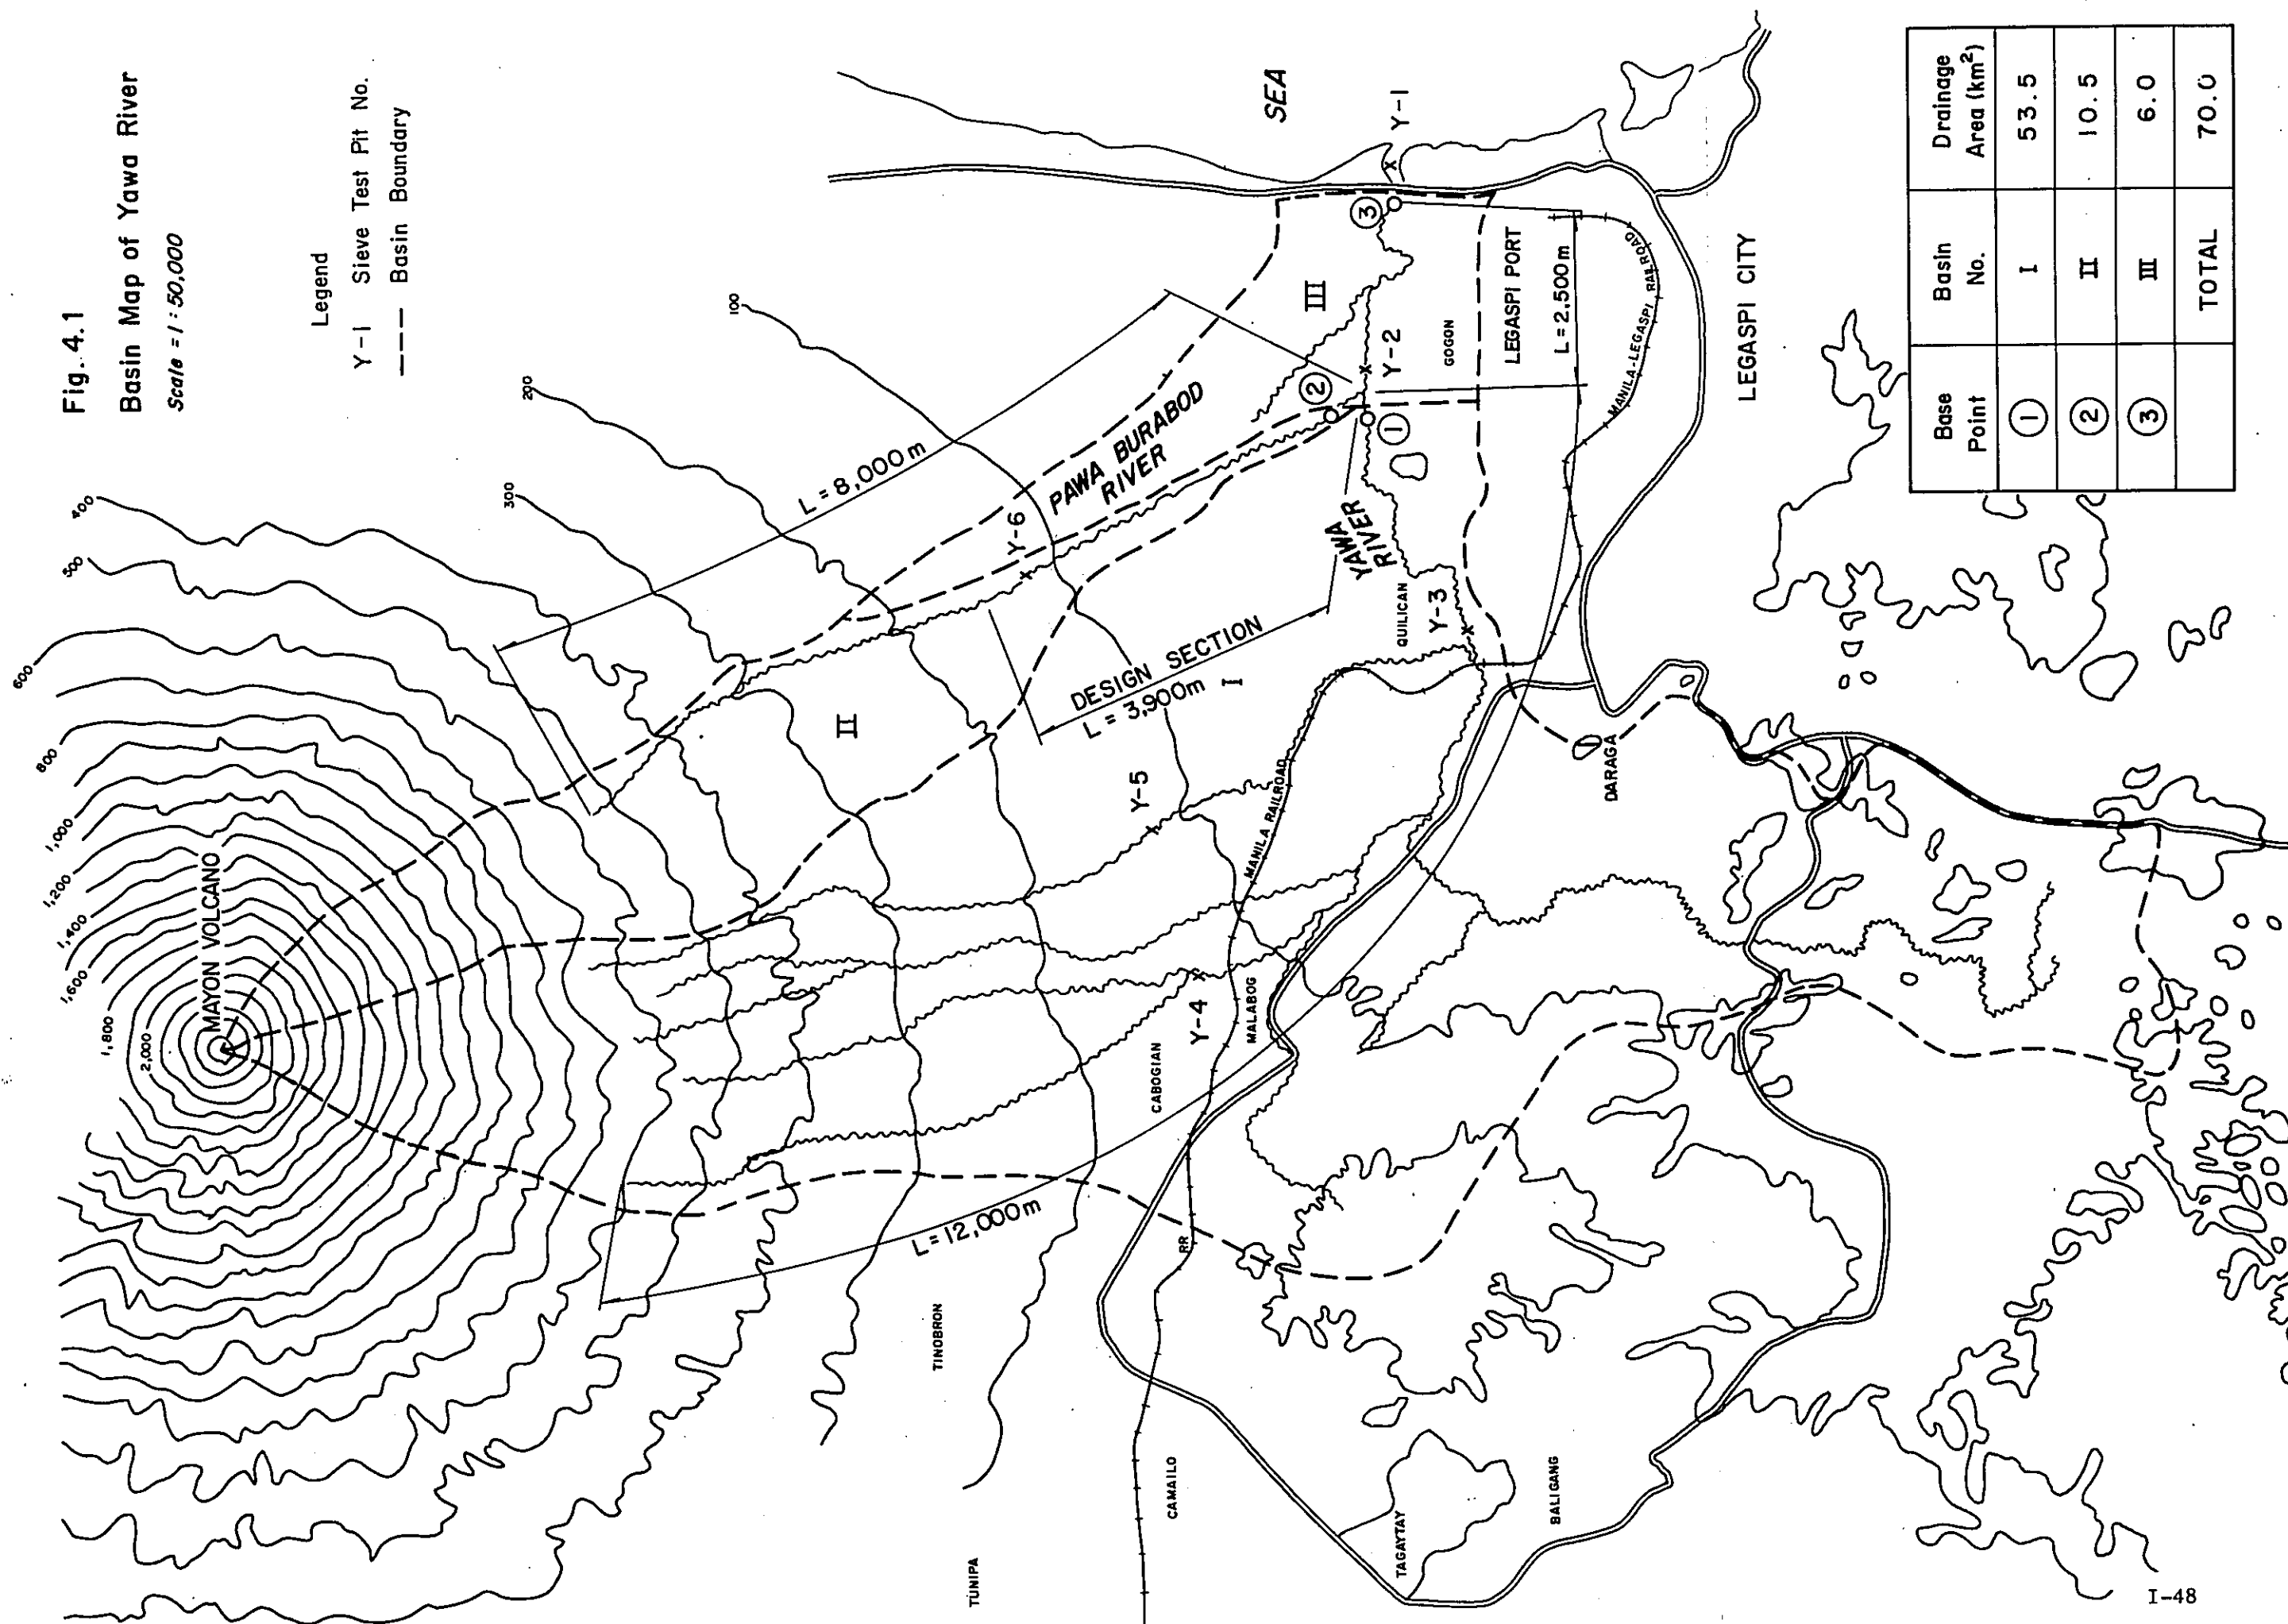 Fig. 4.1
Basin Map of Yawa River
Scale = 1:50,000
Legend
Y-1 Sieve Test Pit No.
Basin Boundary
400
500
600
800
1,000
1,200
1,400
1,600
1,800
2,000
MAYON VOLCANO
300
200
100
L = 8,000 m
PAWA BURABOD
RIVER
Y-6
II
III
SEA
Y-1
3
2
1
Y-2
GOGON
LEGASPI PORT
L = 2,500 m
MANILA-LEGASPI RAILROAD
LEGASPI CITY
YAWA
RIVER
QUILICAN
Y-3
DESIGN SECTION
L = 3,900m
I
Y-5
MANILA RAILROAD
DARAGA
Y-4
MALABOG
CABOGIAN
L = 12,000m
RR
TINOBRON
TUNIPA
CAMAILO
TAGAYTAY
BALIGANG
Base Point Basin No. Drainage Area (km²)
1 I 53.5
2 II 10.5
3 III 6.0
TOTAL 70.0
I-48